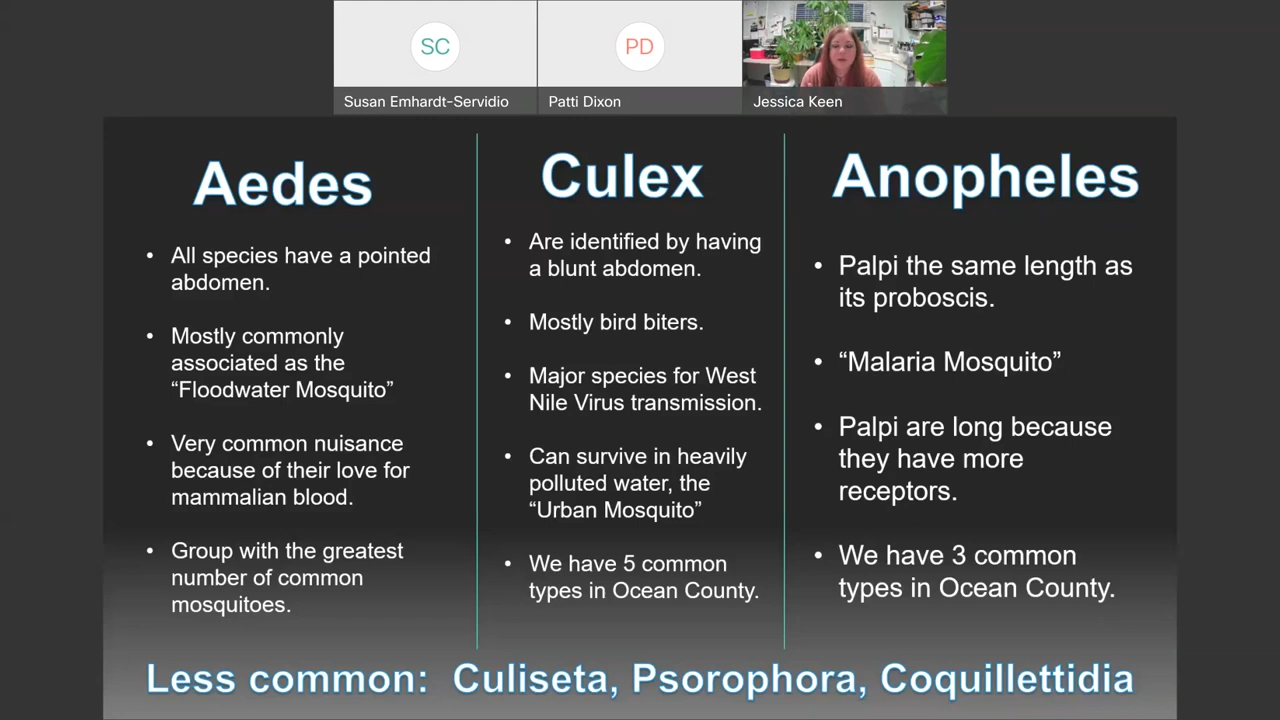 SC
PD
Susan Emhardt-Servidio
Patti Dixon
Jessica Keen
Aedes
• All species have a pointed
abdomen.
• Mostly commonly
associated as the
“Floodwater Mosquito”
• Very common nuisance
because of their love for
mammalian blood.
• Group with the greatest
number of common
mosquitoes.
Culex
• Are identified by having
a blunt abdomen.
• Mostly bird biters.
• Major species for West
Nile Virus transmission.
• Can survive in heavily
polluted water, the
“Urban Mosquito”
• We have 5 common
types in Ocean County.
Anopheles
• Palpi the same length as
its proboscis.
• “Malaria Mosquito”
• Palpi are long because
they have more
receptors.
• We have 3 common
types in Ocean County.
Less common: Culiseta, Psorophora, Coquillettidia